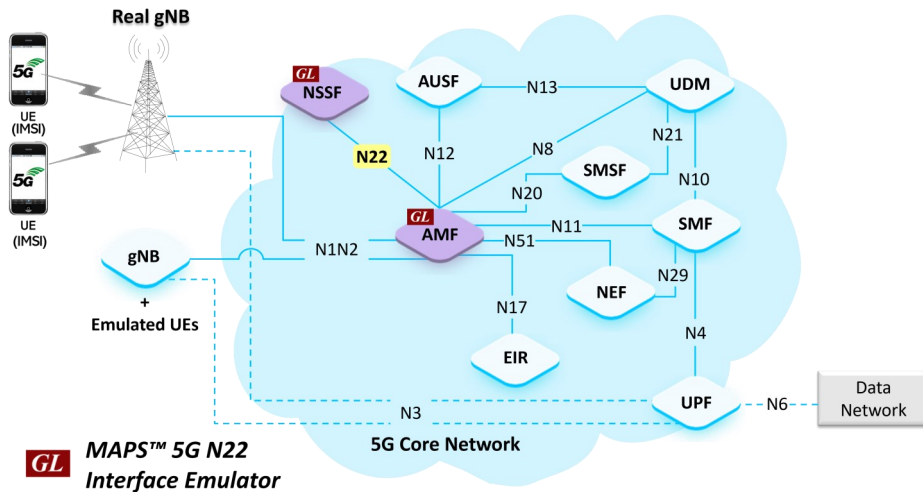 Real gNB
5G
UE
(IMSI)
5G
UE
(IMSI)
GL
NSSF
AUSF
N13
UDM
N22
N12
N8
N21
SMSF
N20
N10
GL
AMF
N11
SMF
N1N2
N51
gNB
N29
NEF
+
Emulated UEs
N17
N4
EIR
UPF
N6
Data
Network
N3
5G Core Network
GL
MAPS™ 5G N22
Interface Emulator